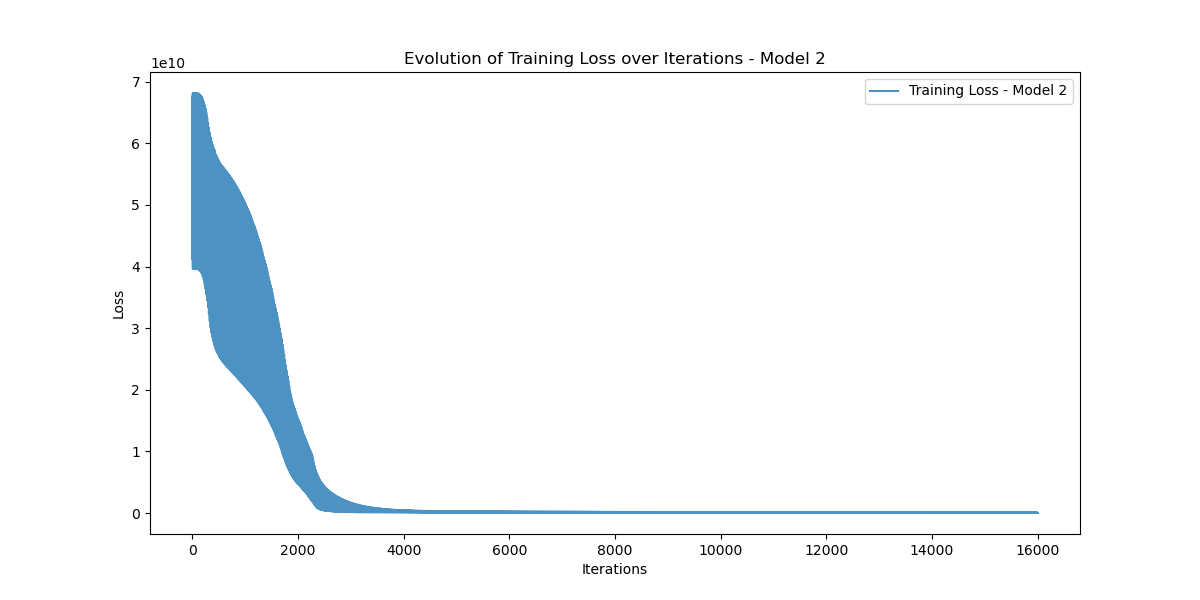 Evolution of Training Loss over Iterations - Model 2
1e10
Training Loss - Model 2
7
6
5
4
3
2
1
0
Loss
0 2000 4000 6000 8000 10000 12000 14000 16000
Iterations